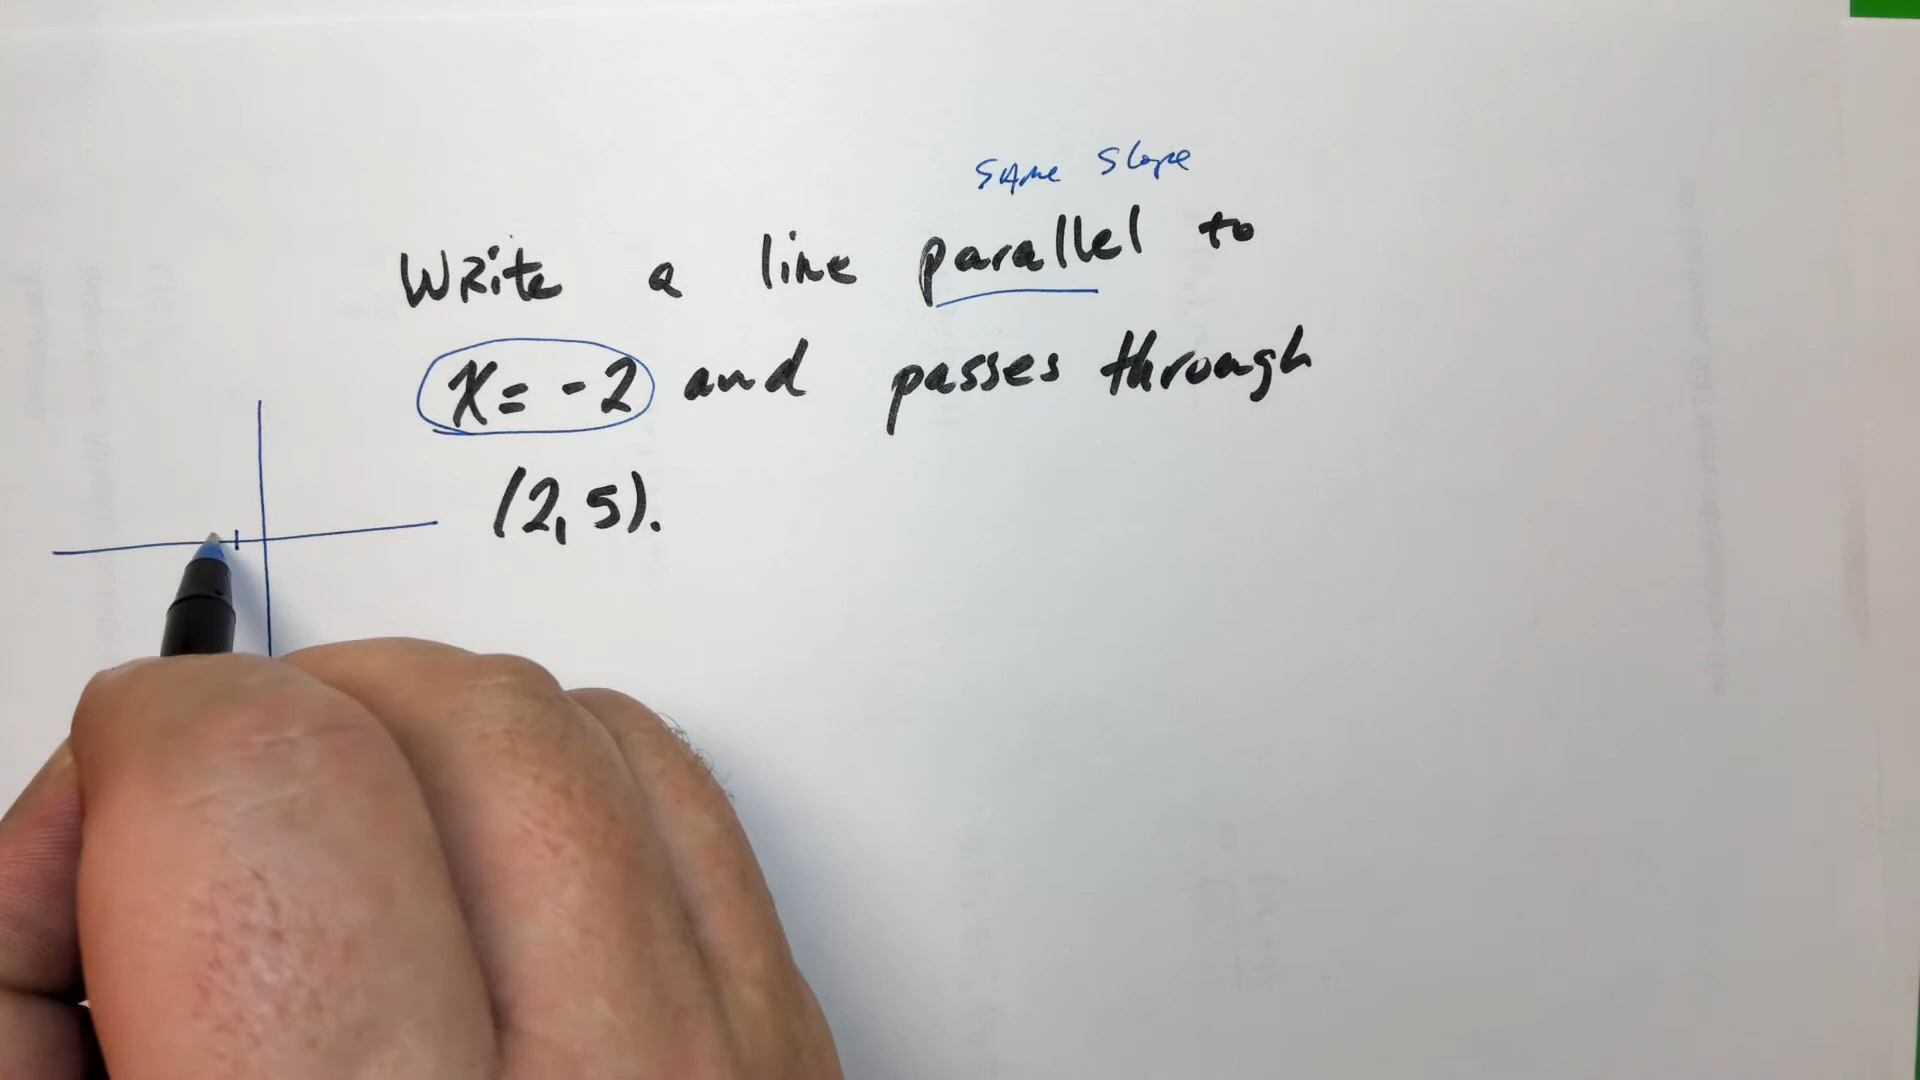 SAme Slope
Write a line parallel to
x = -2 and passes through
(2, 5).